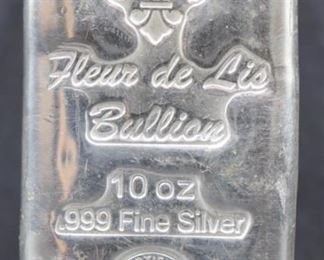 Fleur de Lis
Bullion
10 oz
.999 Fine Silver